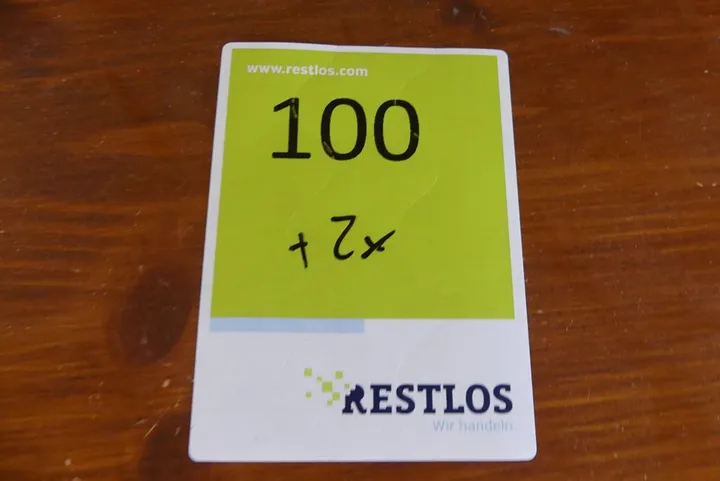 www.restlos.com
100
+ 2x
RESTLOS
Wir handeln